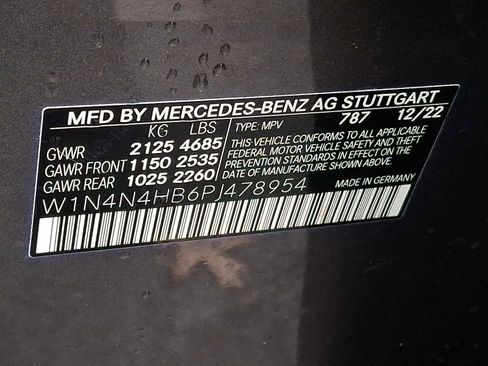 MFD BY MERCEDES-BENZ AG STUTTGART
KG LBS TYPE: MPV 787 12/22
GVWR 2125 4685
GAWR FRONT 1150 2535
GAWR REAR 1025 2260
THIS VEHICLE CONFORMS TO ALL APPLICABLE
FEDERAL MOTOR VEHICLE SAFETY AND THEFT
PREVENTION STANDARDS IN EFFECT ON THE
DATE OF MANUFACTURE SHOWN ABOVE.
W1N4N4HB6PJ478954
MADE IN GERMANY